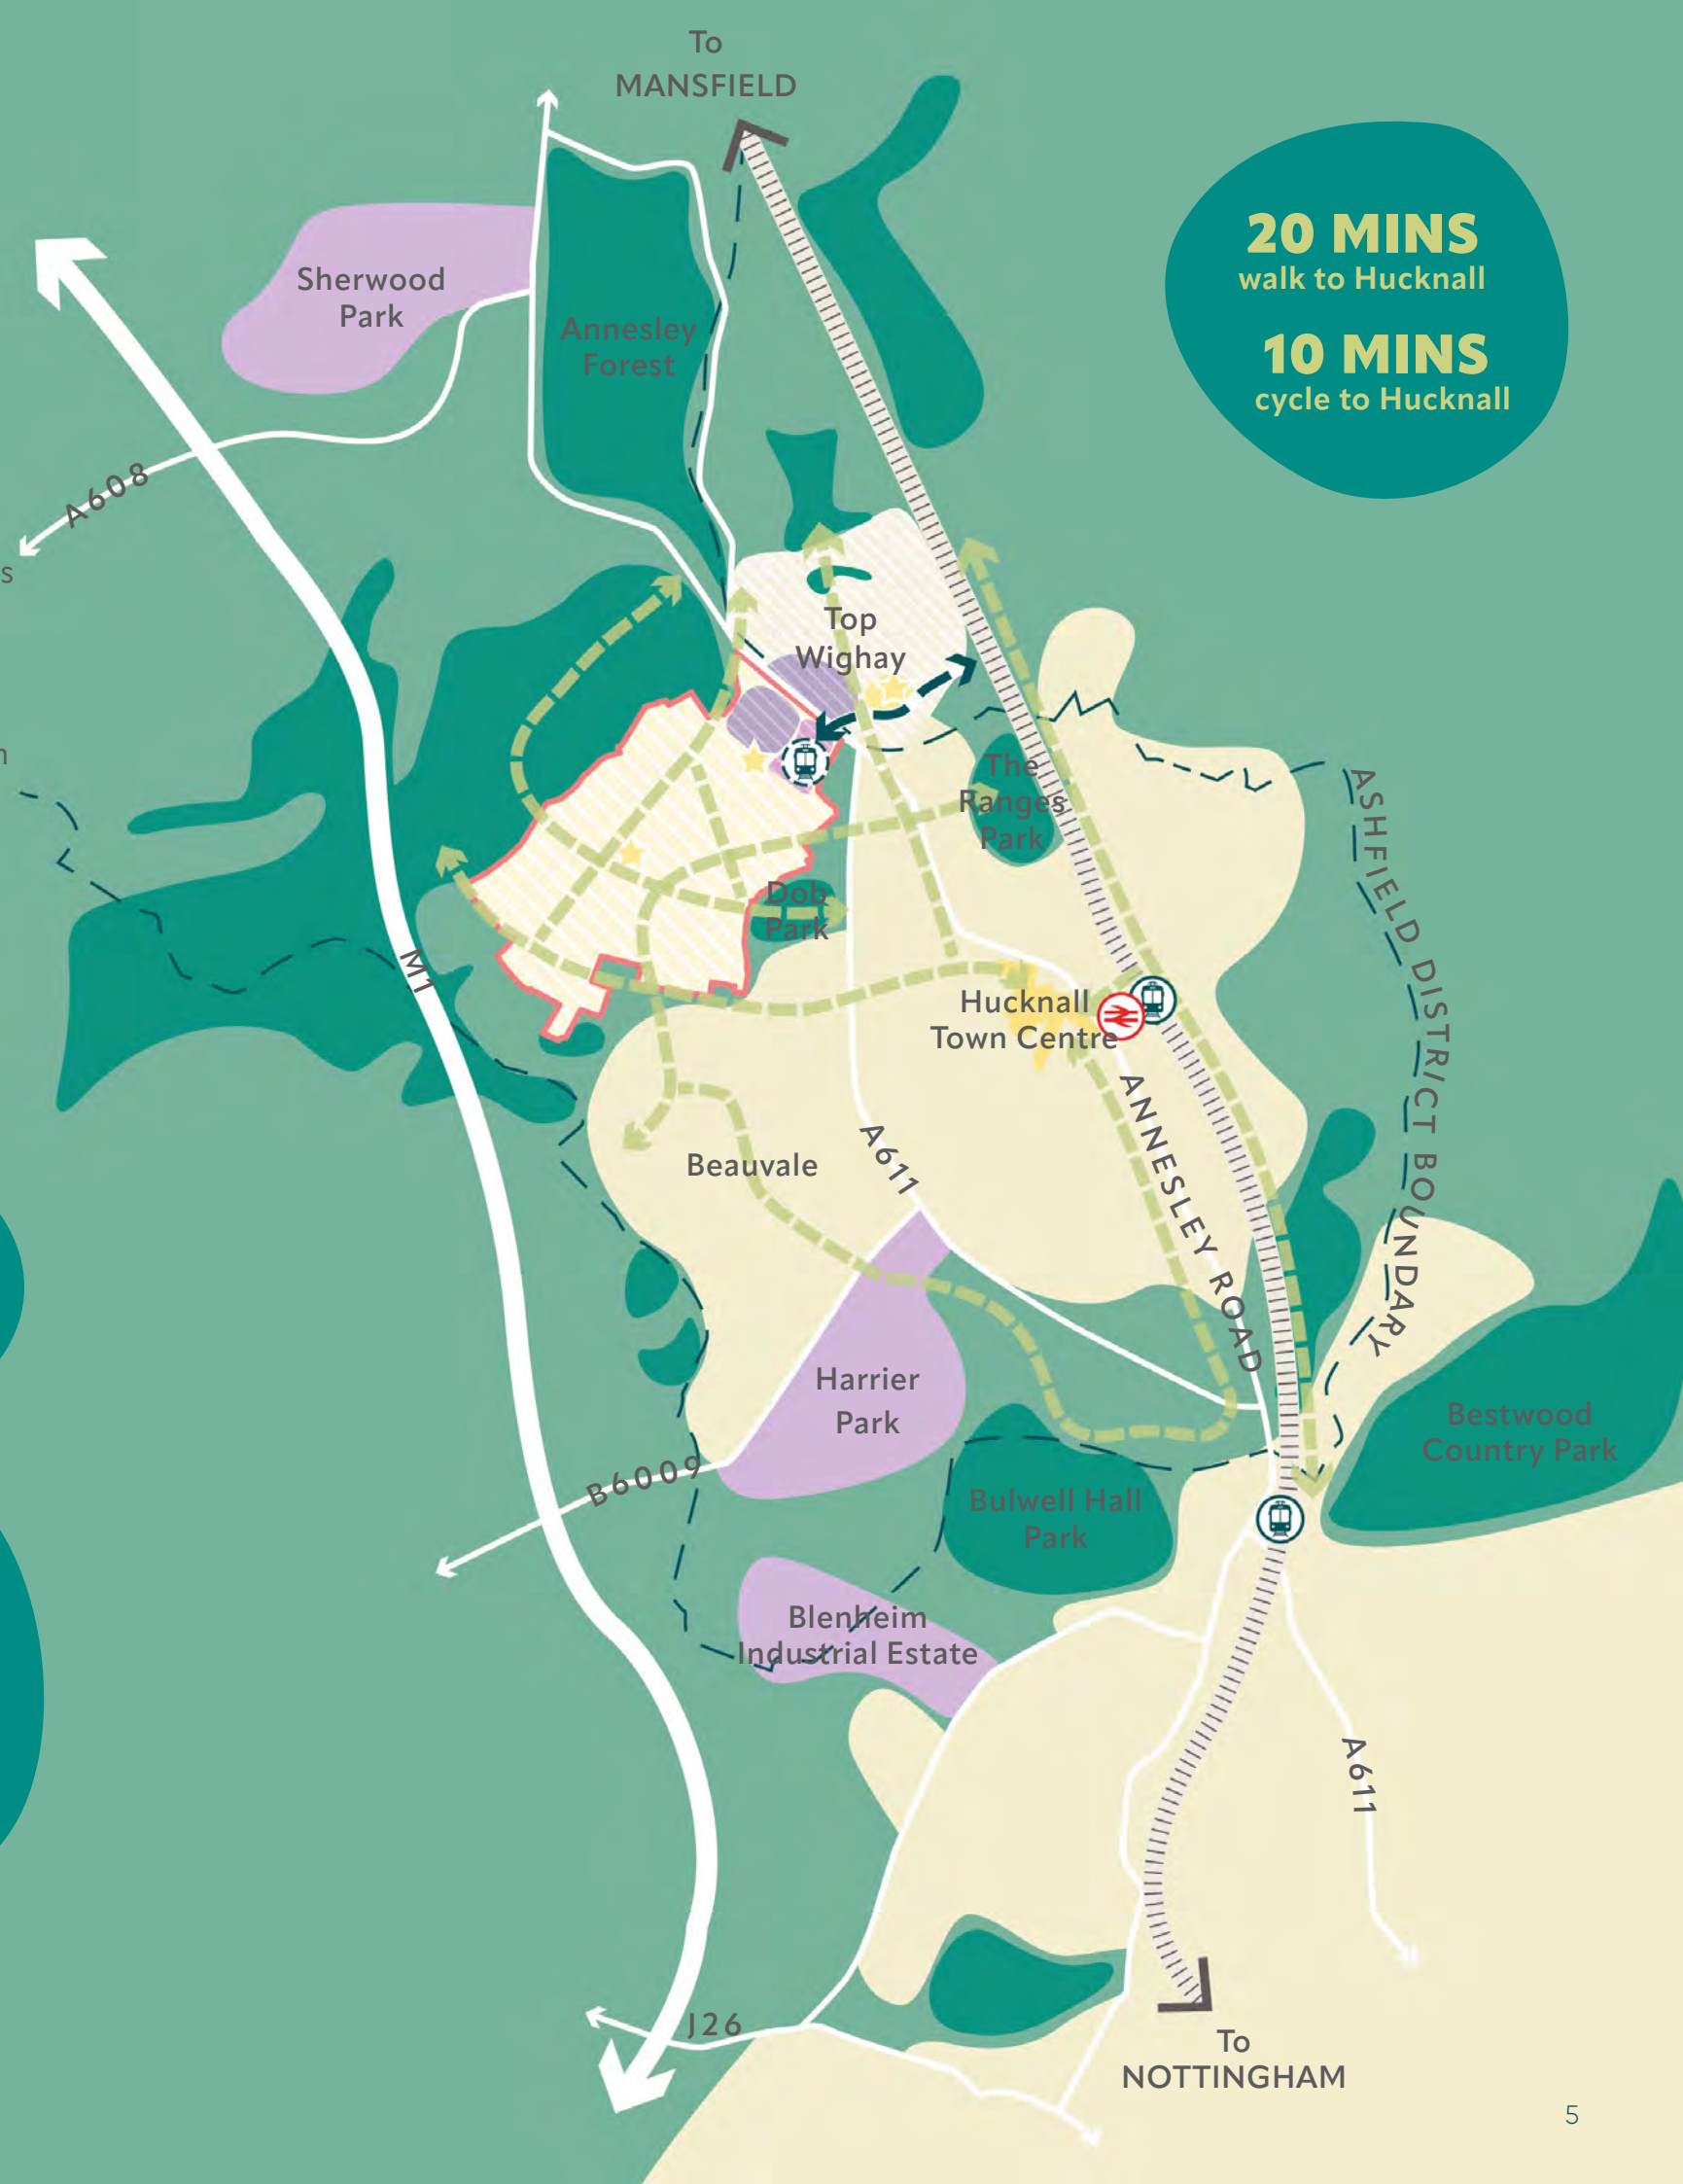 To
MANSFIELD
20 MINS
walk to Hucknall
10 MINS
cycle to Hucknall
Sherwood
Park
Annesley
Forest
A608
s
Top
Wighay
n
The
Ranges
Park
ASHFIELD DISTRICT BOUNDARY
Dob
Park
M1
Hucknall
Town Centre
ANNESLEY ROAD
A611
Beauvale
Harrier
Park
Bestwood
Country Park
B6009
Bulwell Hall
Park
Blenheim
Industrial Estate
A611
J26
To
NOTTINGHAM
5